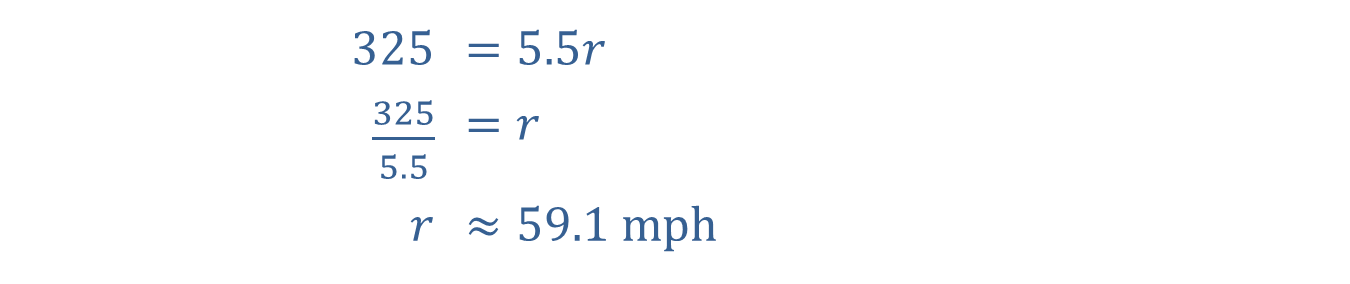 325 = 5.5r
325/5.5 = r
r ≈ 59.1 mph